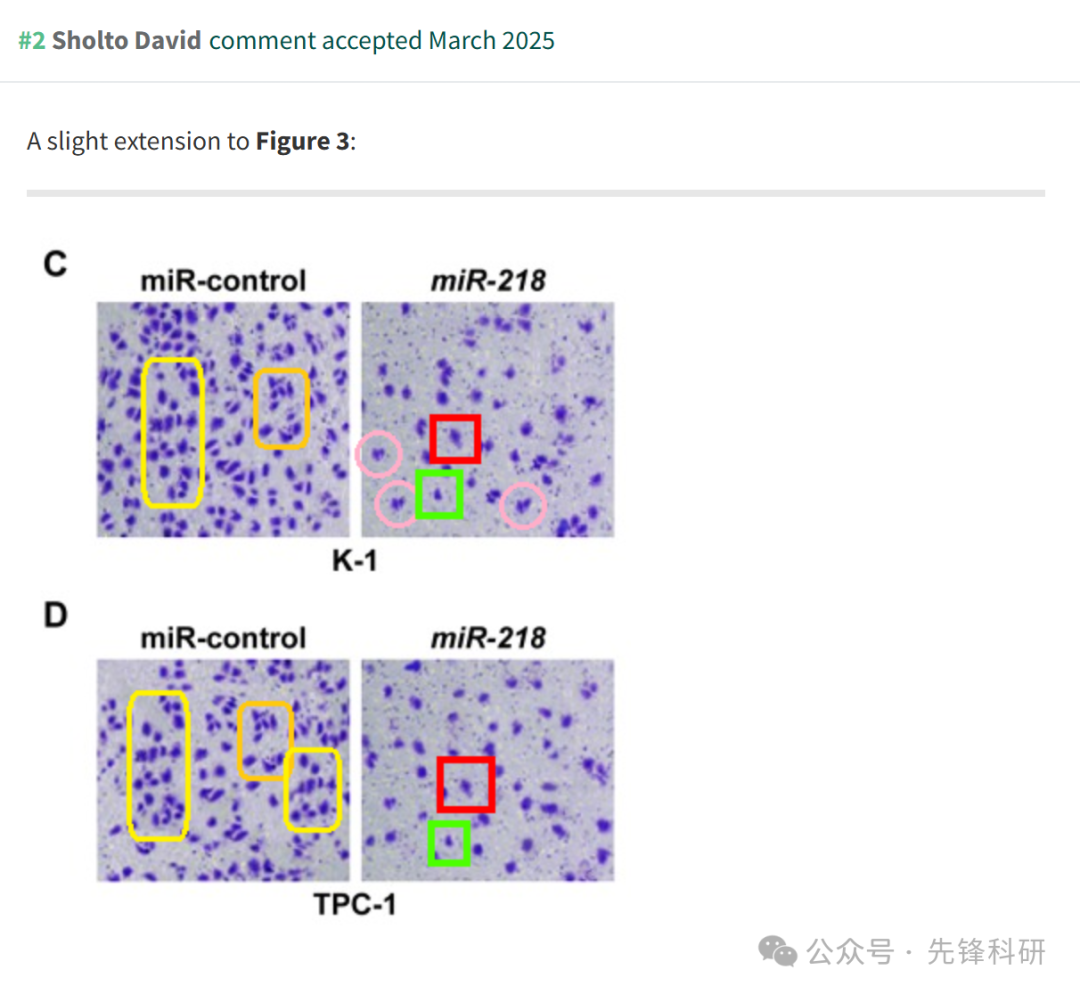 #2 Sholto David comment accepted March 2025
A slight extension to Figure 3:
C
miR-control miR-218
K-1
D
miR-control miR-218
TPC-1
公众号 · 先锋科研